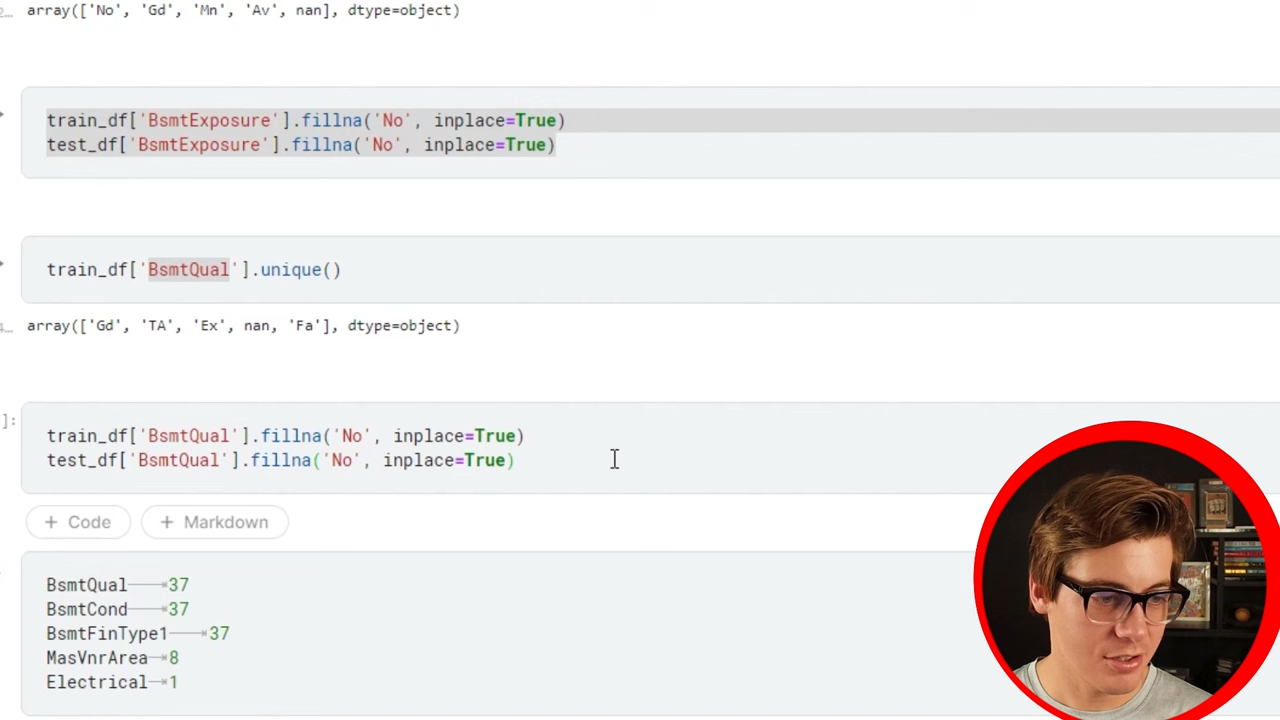 array(['No', 'Gd', 'Mn', 'Av', nan], dtype=object)
train_df['BsmtExposure'].fillna('No', inplace=True)
test_df['BsmtExposure'].fillna('No', inplace=True)
train_df['BsmtQual'].unique()
array(['Gd', 'TA', 'Ex', nan, 'Fa'], dtype=object)
]:
train_df['BsmtQual'].fillna('No', inplace=True)
test_df['BsmtQual'].fillna('No', inplace=True)
+ Code + Markdown
BsmtQual 37
BsmtCond 37
BsmtFinType1 37
MasVnrArea 8
Electrical 1